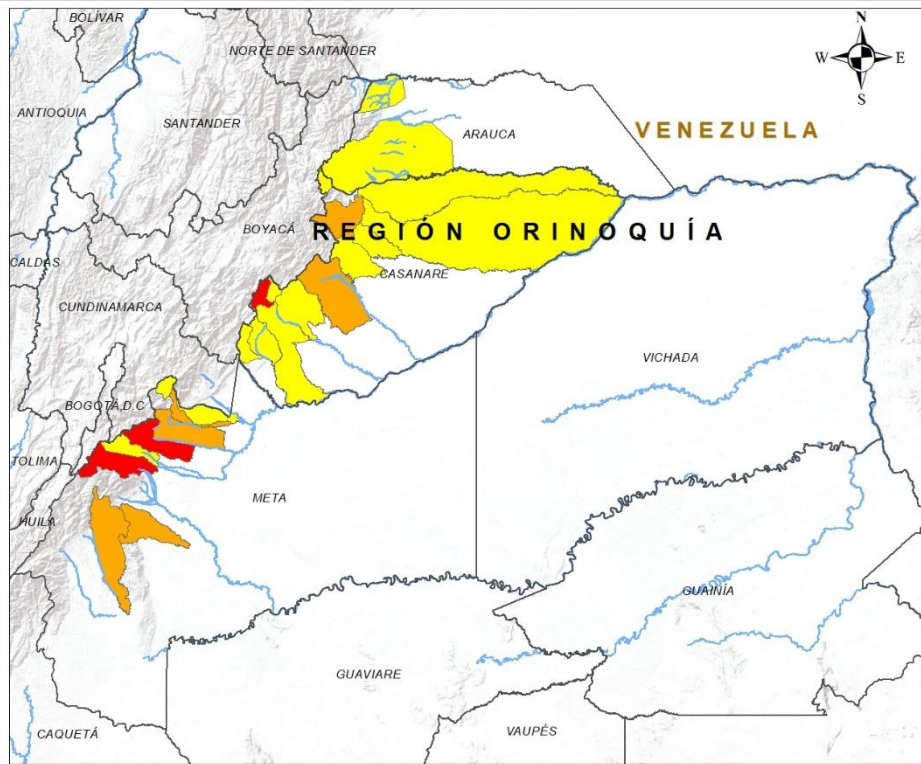 BOLÍVAR
N
NORTE DE SANTANDER
W
E
S
ANTIOQUIA
SANTANDER
ARAUCA
VENEZUELA
BOYACÁ
REGIÓN ORINOQUÍA
CALDAS
CASANARE
CUNDINAMARCA
VICHADA
BOGOTÁ,D.C
TOLIMA
META
HUILA
GUAINÍA
GUAVIARE
CAQUETÁ
VAUPÉS